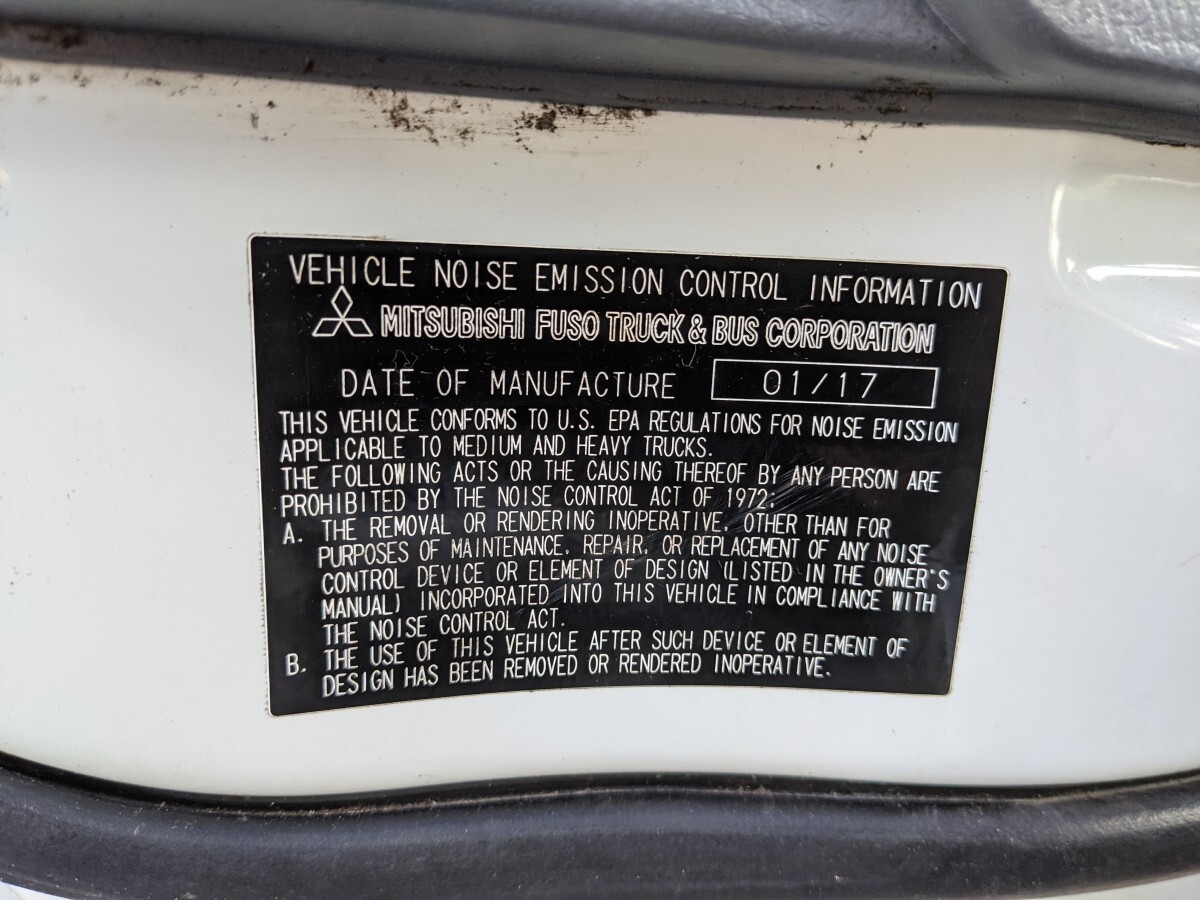 VEHICLE NOISE EMISSION CONTROL INFORMATION
MITSUBISHI FUSO TRUCK & BUS CORPORATION
DATE OF MANUFACTURE 01/17
THIS VEHICLE CONFORMS TO U.S. EPA REGULATIONS FOR NOISE EMISSION
APPLICABLE TO MEDIUM AND HEAVY TRUCKS.
THE FOLLOWING ACTS OR THE CAUSING THEREOF BY ANY PERSON ARE
PROHIBITED BY THE NOISE CONTROL ACT OF 1972;
A. THE REMOVAL OR RENDERING INOPERATIVE, OTHER THAN FOR
PURPOSES OF MAINTENANCE, REPAIR, OR REPLACEMENT OF ANY NOISE
CONTROL DEVICE OR ELEMENT OF DESIGN (LISTED IN THE OWNER'S
MANUAL) INCORPORATED INTO THIS VEHICLE IN COMPLIANCE WITH
THE NOISE CONTROL ACT.
B. THE USE OF THIS VEHICLE AFTER SUCH DEVICE OR ELEMENT OF
DESIGN HAS BEEN REMOVED OR RENDERED INOPERATIVE.